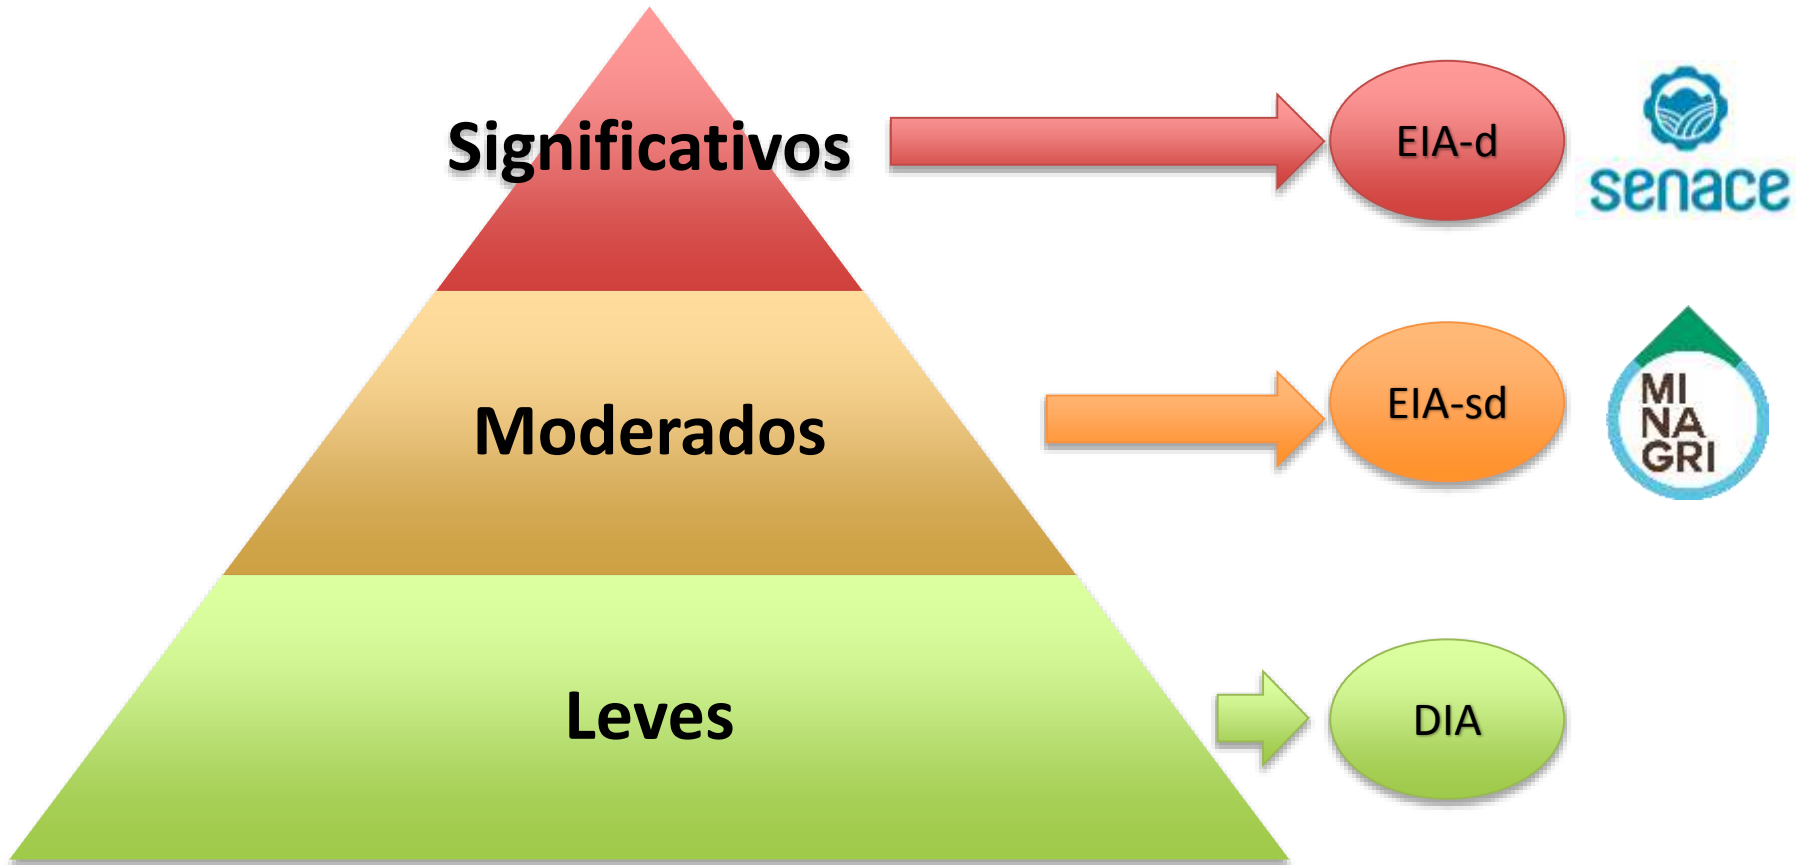 Significativos
EIA-d
senace
Moderados
EIA-sd
MI
NA
GRI
Leves
DIA